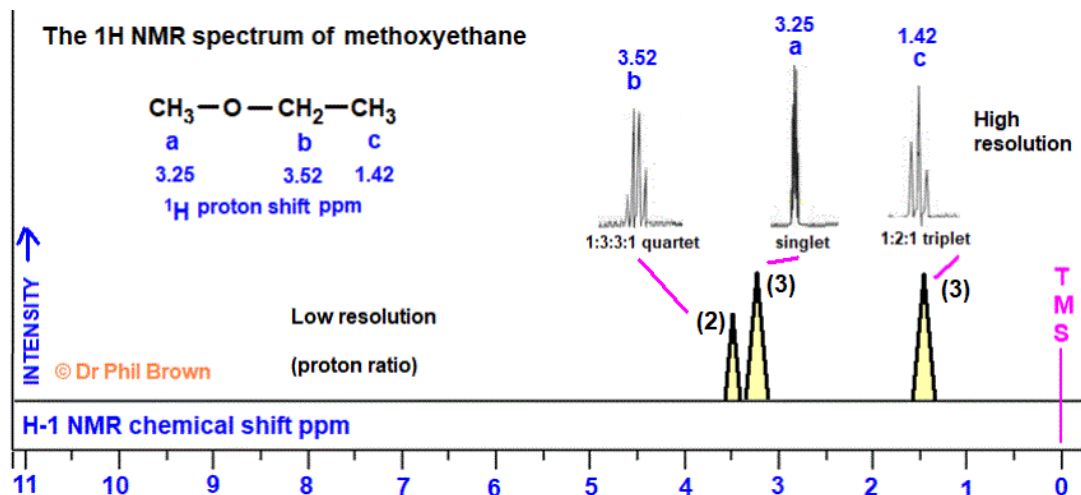 The 1H NMR spectrum of methoxyethane
CH₃—O—CH₂—CH₃
a b c
3.25 3.52 1.42
¹H proton shift ppm
3.52
b
3.25
a
1.42
c
High
resolution
1:3:3:1 quartet
singlet
1:2:1 triplet
(2)
(3)
(3)
Low resolution
(proton ratio)
INTENSITY
© Dr Phil Brown
TMS
H-1 NMR chemical shift ppm
11 10 9 8 7 6 5 4 3 2 1 0